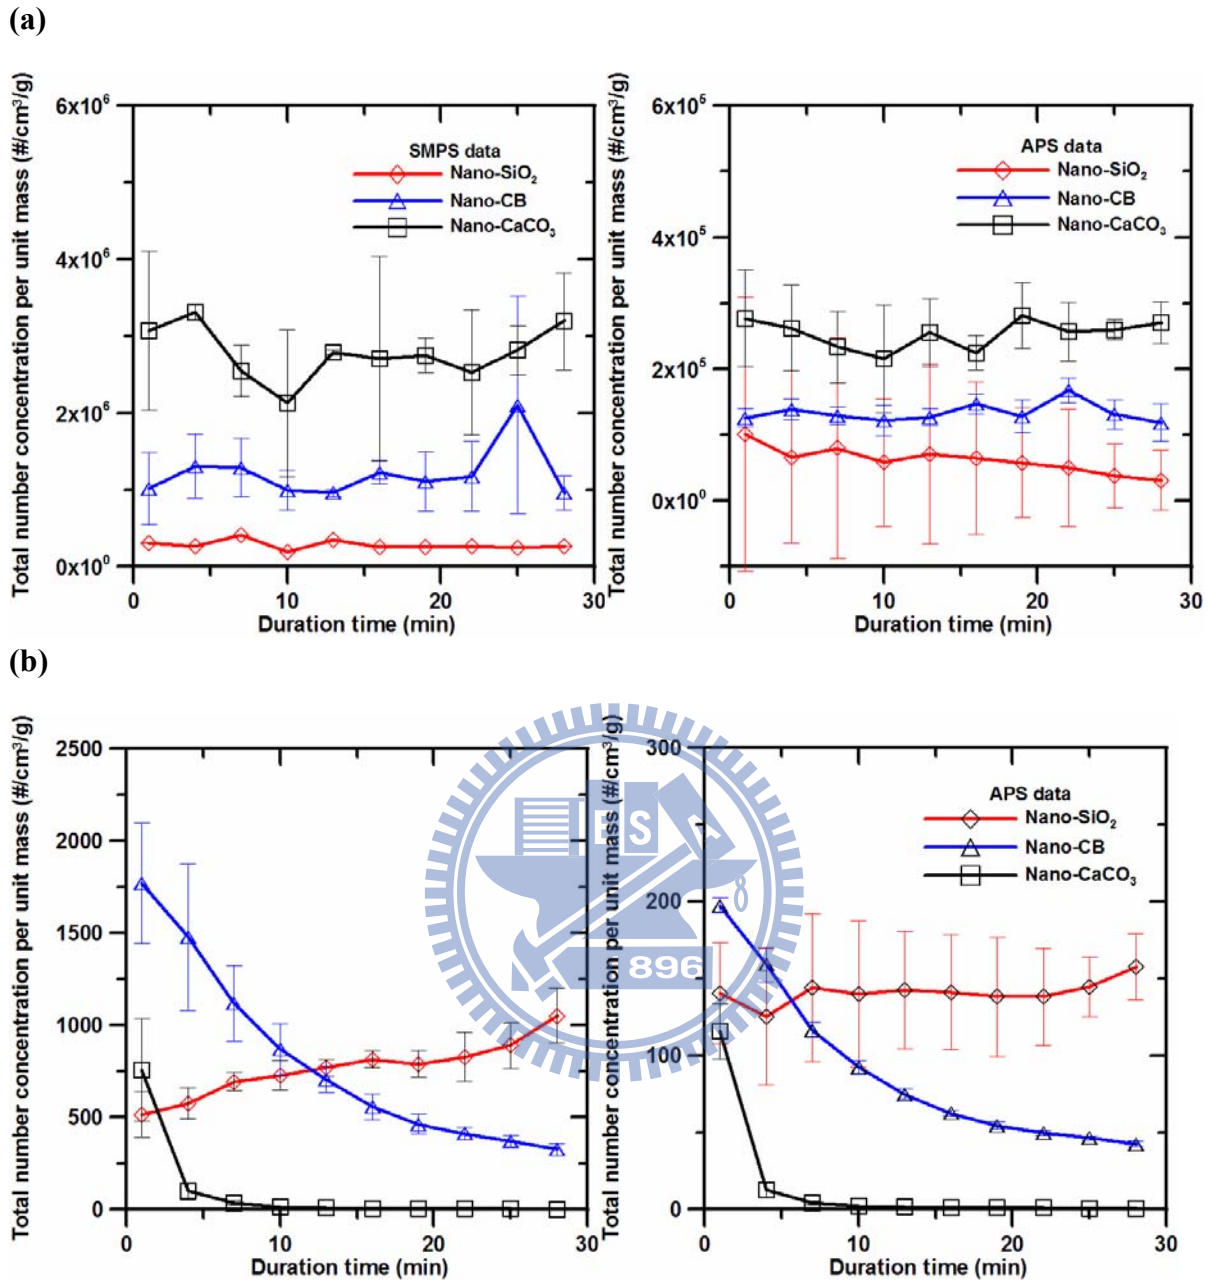 (a)
Total number concentration per unit mass (#/cm³/g)
6x10⁶
4x10⁶
2x10⁶
0x10⁰
SMPS data
Nano-SiO₂
Nano-CB
Nano-CaCO₃
0
10
20
30
Duration time (min)
Total number concentration per unit mass (#/cm³/g)
6x10⁵
4x10⁵
2x10⁵
0x10⁰
APS data
Nano-SiO₂
Nano-CB
Nano-CaCO₃
0
10
20
30
Duration time (min)
(b)
Total number concentration per unit mass (#/cm³/g)
2500
2000
1500
1000
500
0
0
10
20
30
Duration time (min)
Total number concentration per unit mass (#/cm³/g)
300
200
100
0
APS data
Nano-SiO₂
Nano-CB
Nano-CaCO₃
0
10
20
30
Duration time (min)
ES
896